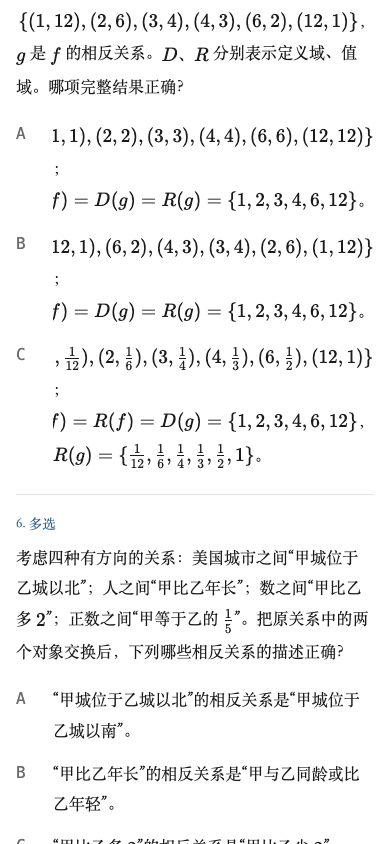 {(1, 12), (2, 6), (3, 4), (4, 3), (6, 2), (12, 1)},
g 是 f 的相反关系。D、R 分别表示定义域、值
域。哪项完整结果正确?
A 1, 1), (2, 2), (3, 3), (4, 4), (6, 6), (12, 12)}
;
f) = D(g) = R(g) = {1, 2, 3, 4, 6, 12}。
B 12, 1), (6, 2), (4, 3), (3, 4), (2, 6), (1, 12)}
;
f) = D(g) = R(g) = {1, 2, 3, 4, 6, 12}。
C , 1/12), (2, 1/6), (3, 1/4), (4, 1/3), (6, 1/2), (12, 1)}
;
f) = R(f) = D(g) = {1, 2, 3, 4, 6, 12},
R(g) = {1/12, 1/6, 1/4, 1/3, 1/2, 1}。
6. 多选
考虑四种有方向的关系：美国城市之间“甲城位于
乙城以北”；人之间“甲比乙年长”；数之间“甲比乙
多 2”；正数之间“甲等于乙的 1/5”。把原关系中的两
个对象交换后，下列哪些相反关系的描述正确?
A “甲城位于乙城以北”的相反关系是“甲城位于
乙城以南”。
B “甲比乙年长”的相反关系是“甲与乙同龄或比
乙年轻”。